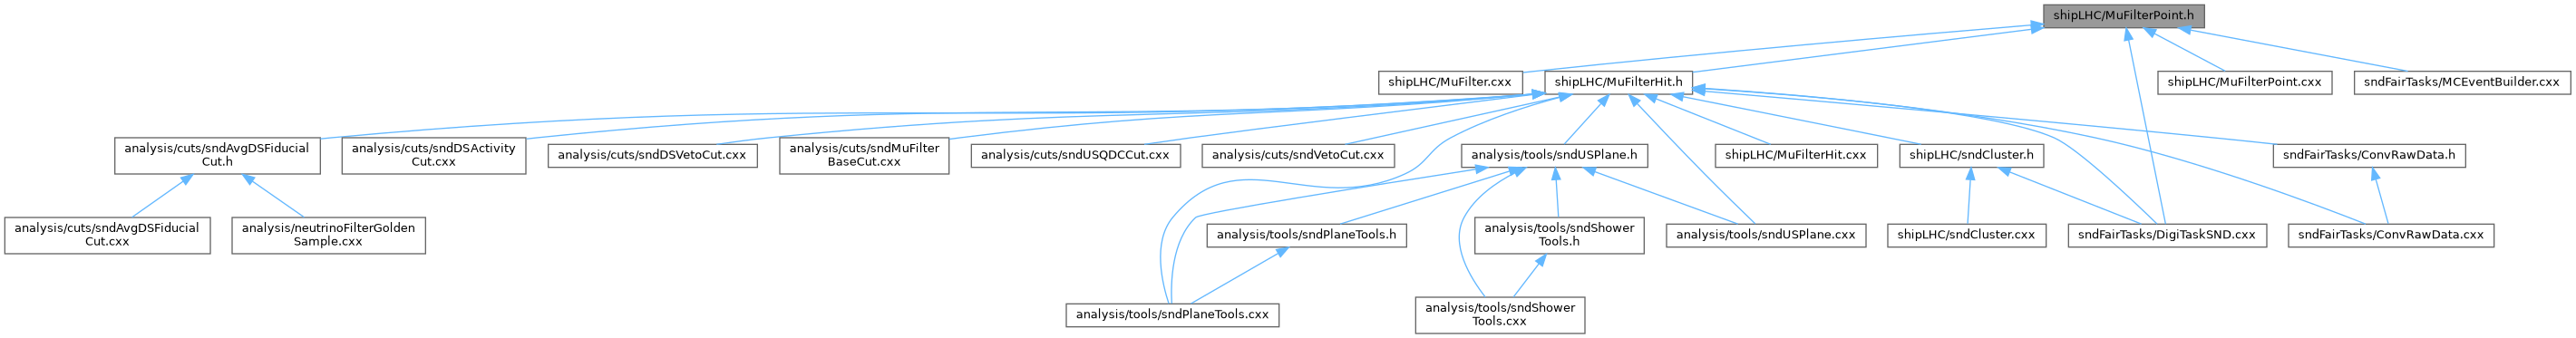 shipLHC/MuFilterPoint.h
shipLHC/MuFilter.cxx
shipLHC/MuFilterHit.h
shipLHC/MuFilterPoint.cxx
sndFairTasks/MCEventBuilder.cxx
analysis/cuts/sndAvgDSFiducial
Cut.h
analysis/cuts/sndDSActivity
Cut.cxx
analysis/cuts/sndDSVetoCut.cxx
analysis/cuts/sndMuFilter
BaseCut.cxx
analysis/cuts/sndUSQDCCut.cxx
analysis/cuts/sndVetoCut.cxx
analysis/tools/sndUSPlane.h
shipLHC/MuFilterHit.cxx
shipLHC/sndCluster.h
sndFairTasks/ConvRawData.h
analysis/cuts/sndAvgDSFiducial
Cut.cxx
analysis/neutrinoFilterGolden
Sample.cxx
analysis/tools/sndPlaneTools.h
analysis/tools/sndShower
Tools.h
analysis/tools/sndUSPlane.cxx
shipLHC/sndCluster.cxx
sndFairTasks/DigiTaskSND.cxx
sndFairTasks/ConvRawData.cxx
analysis/tools/sndPlaneTools.cxx
analysis/tools/sndShower
Tools.cxx